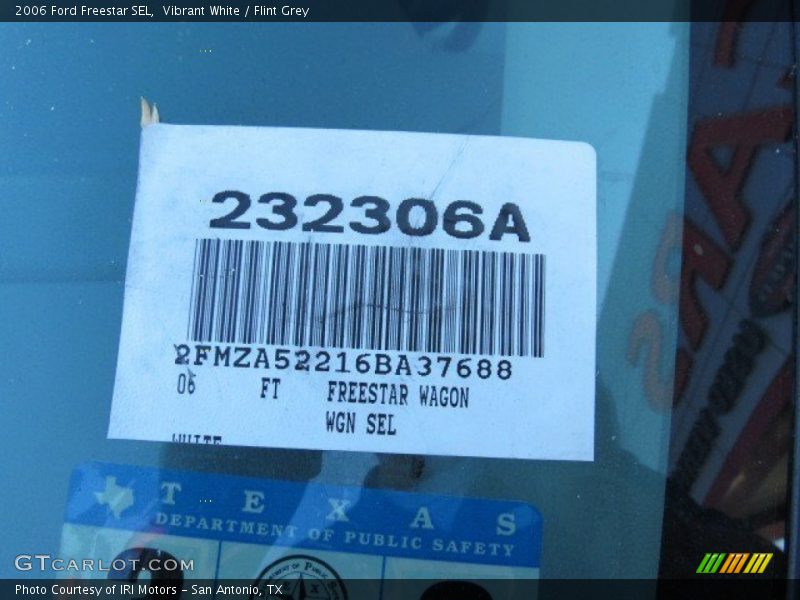 2006 Ford Freestar SEL,  Vibrant White / Flint Grey
232306A
2FMZA52216BA37688
06 FT FREESTAR WAGON
WGN SEL
WHITE
T E X A S
DEPARTMENT OF PUBLIC SAFETY
GTCARLOT.COM
Photo Courtesy of IRI Motors - San Antonio, TX